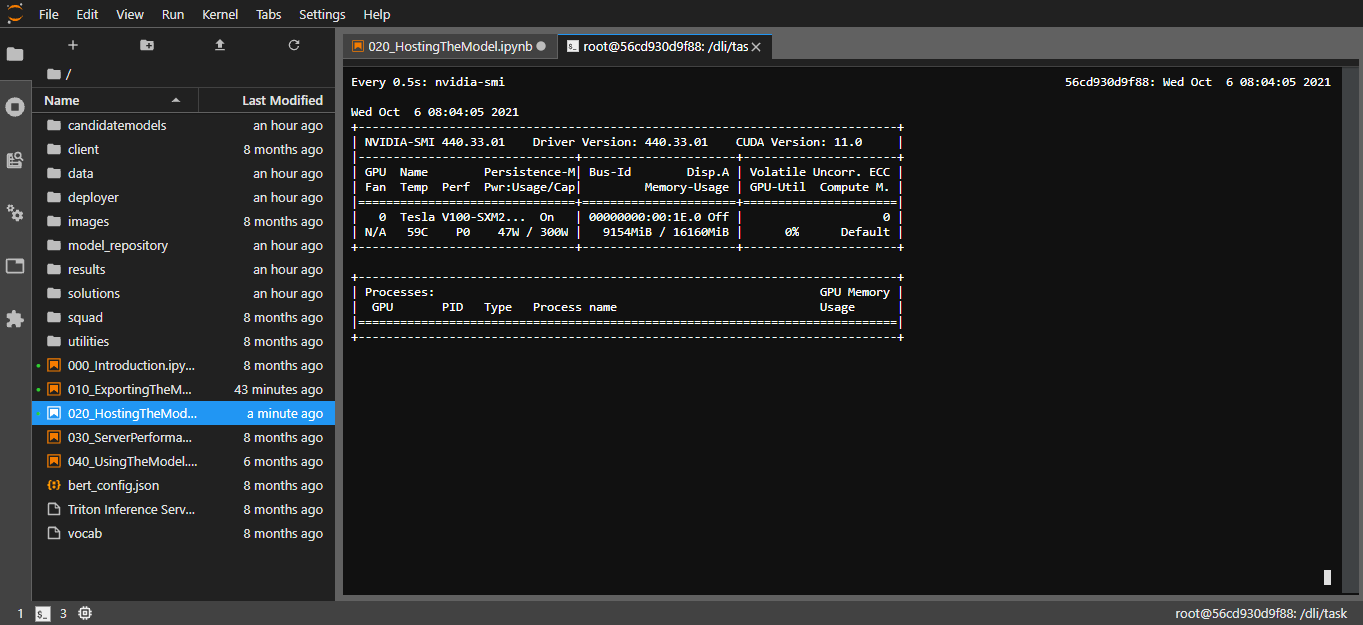 File Edit View Run Kernel Tabs Settings Help
/
Name Last Modified
candidatemodels an hour ago
client 8 months ago
data an hour ago
deployer an hour ago
images 8 months ago
model_repository an hour ago
results an hour ago
solutions an hour ago
squad 8 months ago
utilities 8 months ago
000_Introduction.ipy... 8 months ago
010_ExportingTheM... 43 minutes ago
020_HostingTheMod... a minute ago
030_ServerPerforma... 8 months ago
040_UsingTheModel.... 6 months ago
bert_config.json 8 months ago
Triton Inference Serv... 8 months ago
vocab 8 months ago
020_HostingTheModel.ipynb
root@56cd930d9f88: /dli/tas
Every 0.5s: nvidia-smi 56cd930d9f88: Wed Oct  6 08:04:05 2021
Wed Oct  6 08:04:05 2021
+-----------------------------------------------------------------------------+
| NVIDIA-SMI 440.33.01    Driver Version: 440.33.01    CUDA Version: 11.0     |
|-------------------------------+----------------------+----------------------+
| GPU  Name        Persistence-M| Bus-Id        Disp.A | Volatile Uncorr. ECC |
| Fan  Temp  Perf  Pwr:Usage/Cap|         Memory-Usage | GPU-Util  Compute M. |
|===============================+======================+======================|
|   0  Tesla V100-SXM2...  On   | 00000000:00:1E.0 Off |                    0 |
| N/A   59C    P0    47W / 300W |   9154MiB / 16160MiB |      0%      Default |
+-------------------------------+----------------------+----------------------+
+-----------------------------------------------------------------------------+
| Processes:                                                       GPU Memory |
|  GPU       PID   Type   Process name                             Usage      |
|=============================================================================|
+-----------------------------------------------------------------------------+
1 $_ 3 root@56cd930d9f88: /dli/task